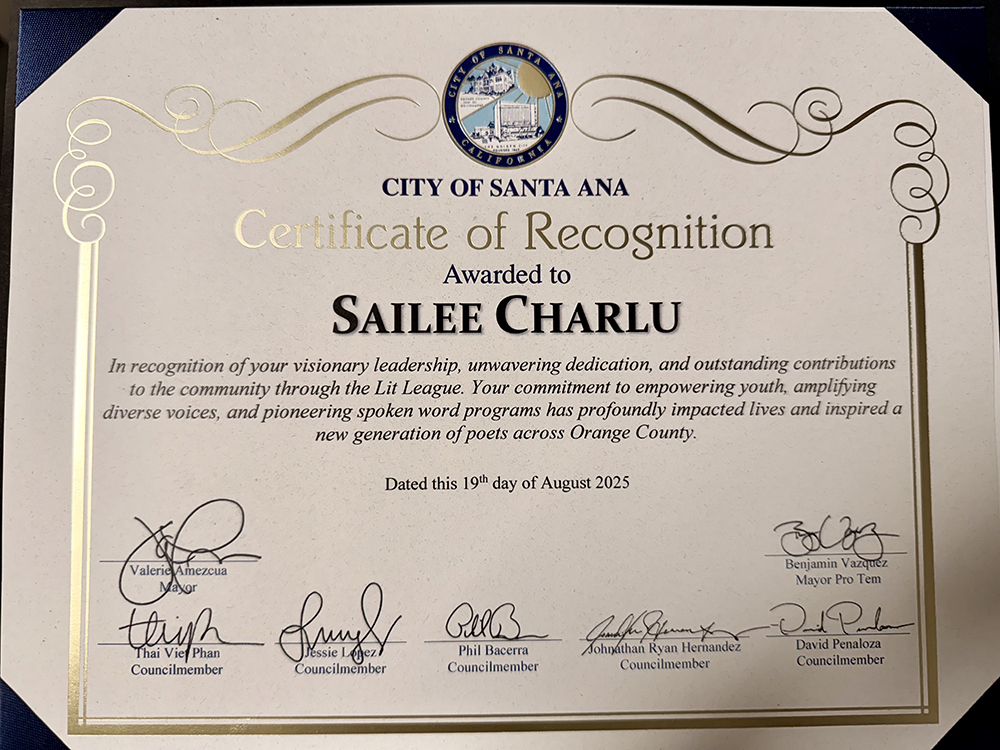 CITY OF SANTA ANA
CALIFORNIA
CITY OF SANTA ANA
Certificate of Recognition
Awarded to
SAILEE CHARLU
In recognition of your visionary leadership, unwavering dedication, and outstanding contributions
to the community through the Lit League. Your commitment to empowering youth, amplifying
diverse voices, and pioneering spoken word programs has profoundly impacted lives and inspired a
new generation of poets across Orange County.
Dated this 19th day of August 2025
Valerie Amezcua
Mayor
Benjamin Vazquez
Mayor Pro Tem
Thai Viet Phan
Councilmember
Jessie Lopez
Councilmember
Phil Bacerra
Councilmember
Johnathan Ryan Hernandez
Councilmember
David Penaloza
Councilmember